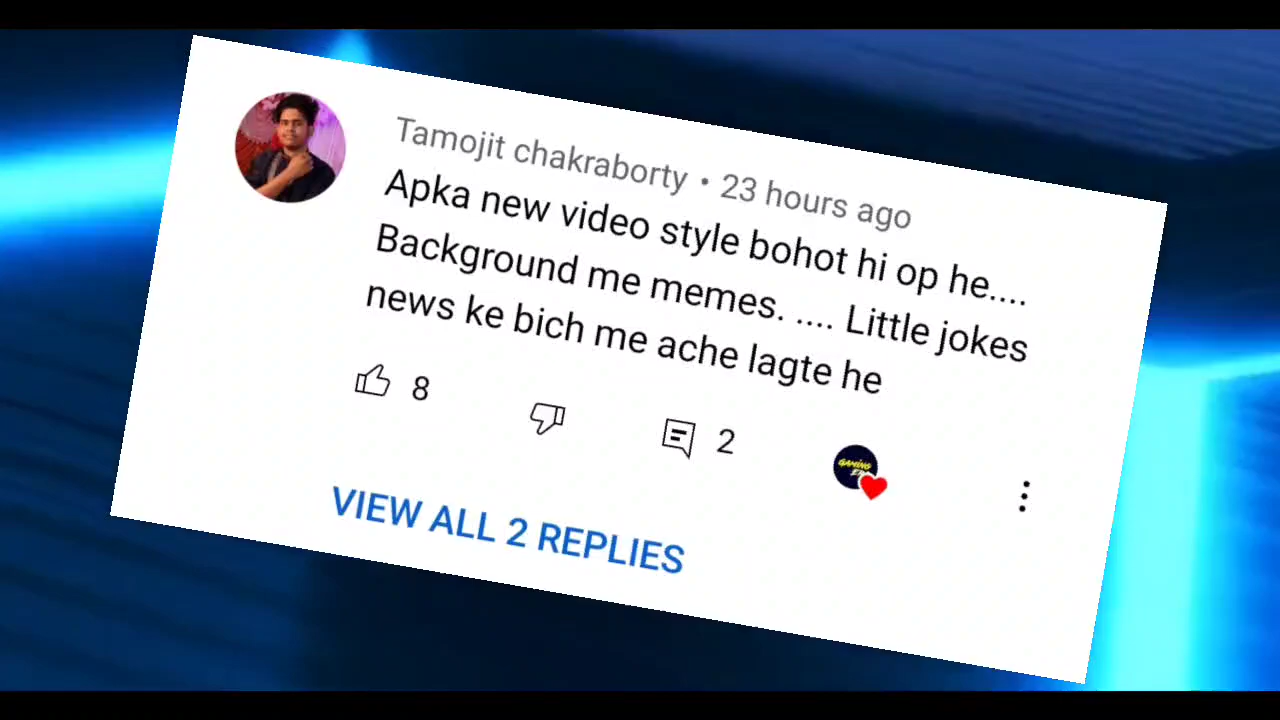 Tamojit chakraborty • 23 hours ago
Apka new video style bohot hi op he....
Background me memes. .... Little jokes
news ke bich me ache lagte he
8
2
GAMING
VIEW ALL 2 REPLIES